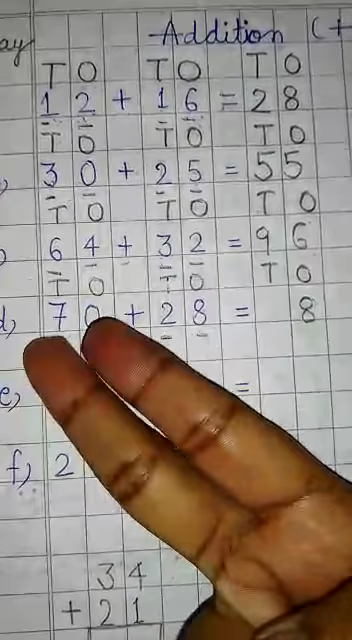 ay Addition (+
T O T O T O
1 2 + 1 6 = 2 8
T O T O T O
3 0 + 2 5 = 5 5
T O T O T O
6 4 + 3 2 = 9 6
T O T O T O
d, 7 0 + 2 8 = 8
e, =
f, 2
3 4
+ 2 1